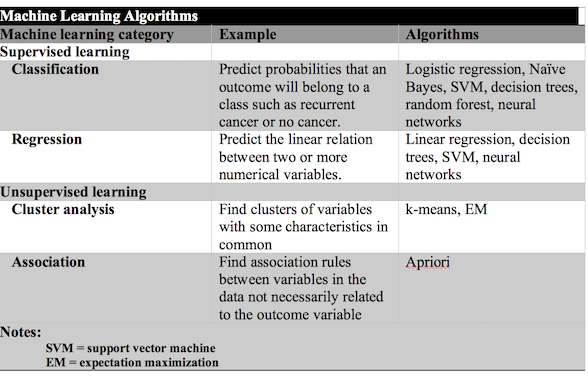 Machine Learning Algorithms
Machine learning category Example Algorithms
Supervised learning
Classification
Predict probabilities that an
outcome will belong to a
class such as recurrent
cancer or no cancer.
Logistic regression, Naïve
Bayes, SVM, decision trees,
random forest, neural
networks
Regression
Predict the linear relation
between two or more
numerical variables.
Linear regression, decision
trees, SVM, neural
networks
Unsupervised learning
Cluster analysis
Find clusters of variables
with some characteristics in
common
k-means, EM
Association
Find association rules
between variables in the
data not necessarily related
to the outcome variable
Apriori
Notes:
SVM = support vector machine
EM = expectation maximization